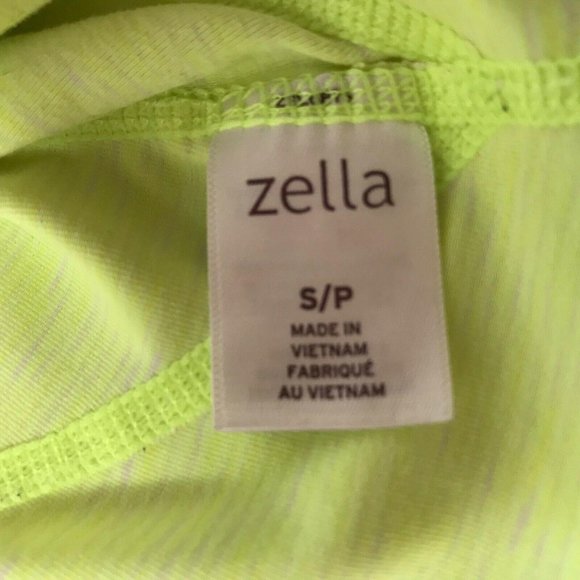 zella
S/P
MADE IN
VIETNAM
FABRIQUÉ
AU VIETNAM